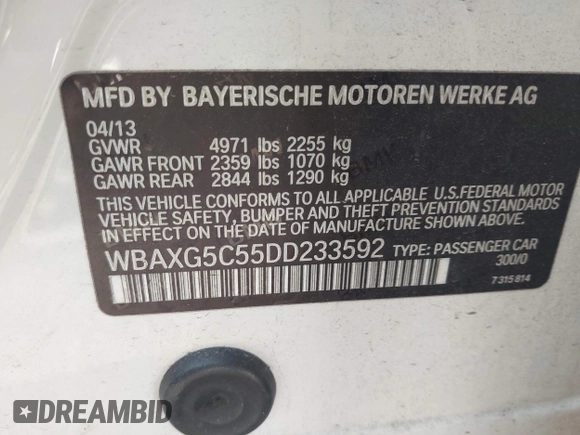 MFD BY BAYERISCHE MOTOREN WERKE AG
04/13
GVWR 4971 lbs 2255 kg
GAWR FRONT 2359 lbs 1070 kg
GAWR REAR 2844 lbs 1290 kg
THIS VEHICLE CONFORMS TO ALL APPLICABLE U.S.FEDERAL MOTOR
VEHICLE SAFETY, BUMPER AND THEFT PREVENTION STANDARDS
IN EFFECT ON THE DATE OF MANUFACTURE SHOWN ABOVE.
WBAXG5C55DD233592 TYPE: PASSENGER CAR
300/0
7 315 814
DREAMBID